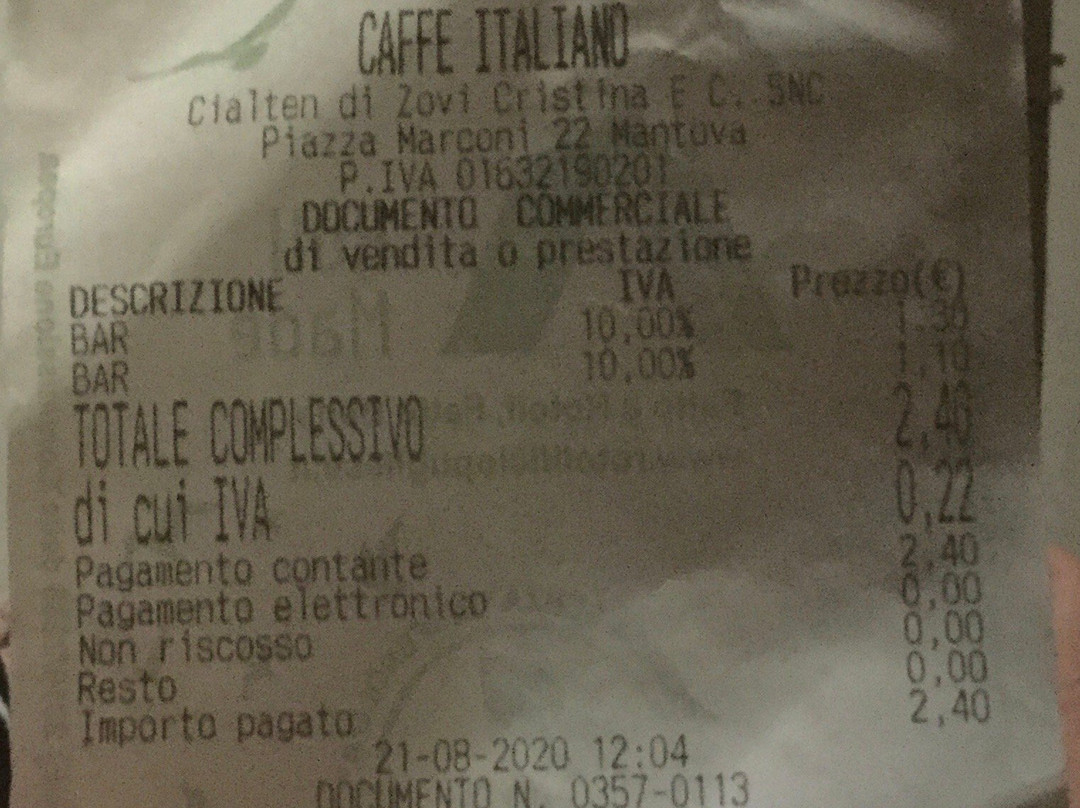 CAFFE ITALIANO
Cialten di Zovi Cristina E C. SNC
Piazza Marconi 22 Mantova
P.IVA 01632190201
DOCUMENTO COMMERCIALE
di vendita o prestazione
DESCRIZIONE IVA Prezzo(€)
BAR 10,00% 1,30
BAR 10,00% 1,10
TOTALE COMPLESSIVO 2,40
di cui IVA 0,22
Pagamento contante 2,40
Pagamento elettronico 0,00
Non riscosso 0,00
Resto 0,00
Importo pagato 2,40
21-08-2020 12:04
DOCUMENTO N. 0357-0113